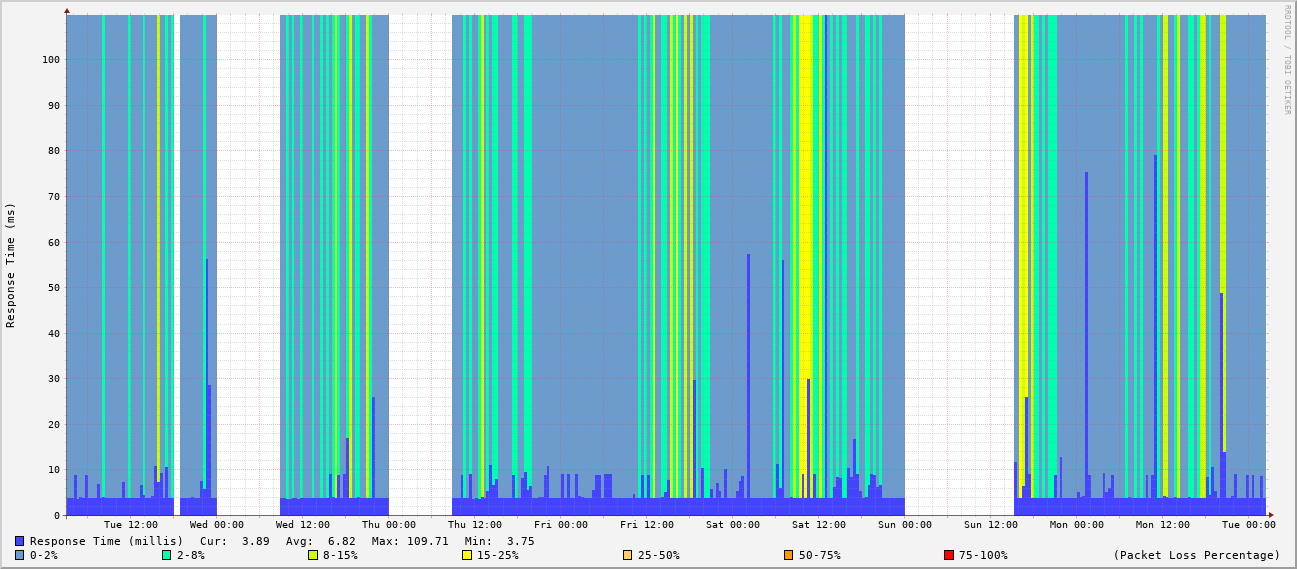 RRDTOOL / TOBI OETIKER
Response Time (ms)
100
90
80
70
60
50
40
30
20
10
0
Tue 12:00 Wed 00:00 Wed 12:00 Thu 00:00 Thu 12:00 Fri 00:00 Fri 12:00 Sat 00:00 Sat 12:00 Sun 00:00 Sun 12:00 Mon 00:00 Mon 12:00 Tue 00:00
Response Time (millis) Cur: 3.89 Avg: 6.82 Max: 109.71 Min: 3.75
0-2% 2-8% 8-15% 15-25% 25-50% 50-75% 75-100% (Packet Loss Percentage)